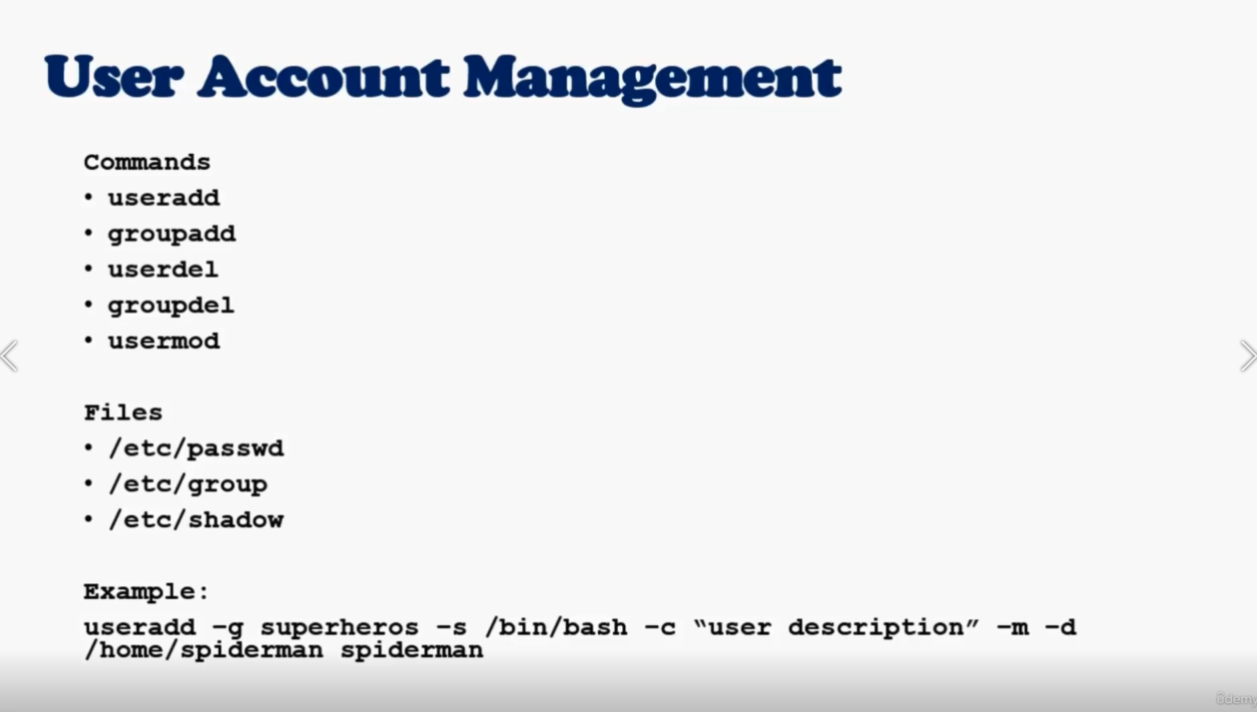 User Account Management
Commands
• useradd
• groupadd
• userdel
• groupdel
• usermod
Files
• /etc/passwd
• /etc/group
• /etc/shadow
Example:
useradd –g superheros –s /bin/bash –c “user description” –m –d
/home/spiderman spiderman